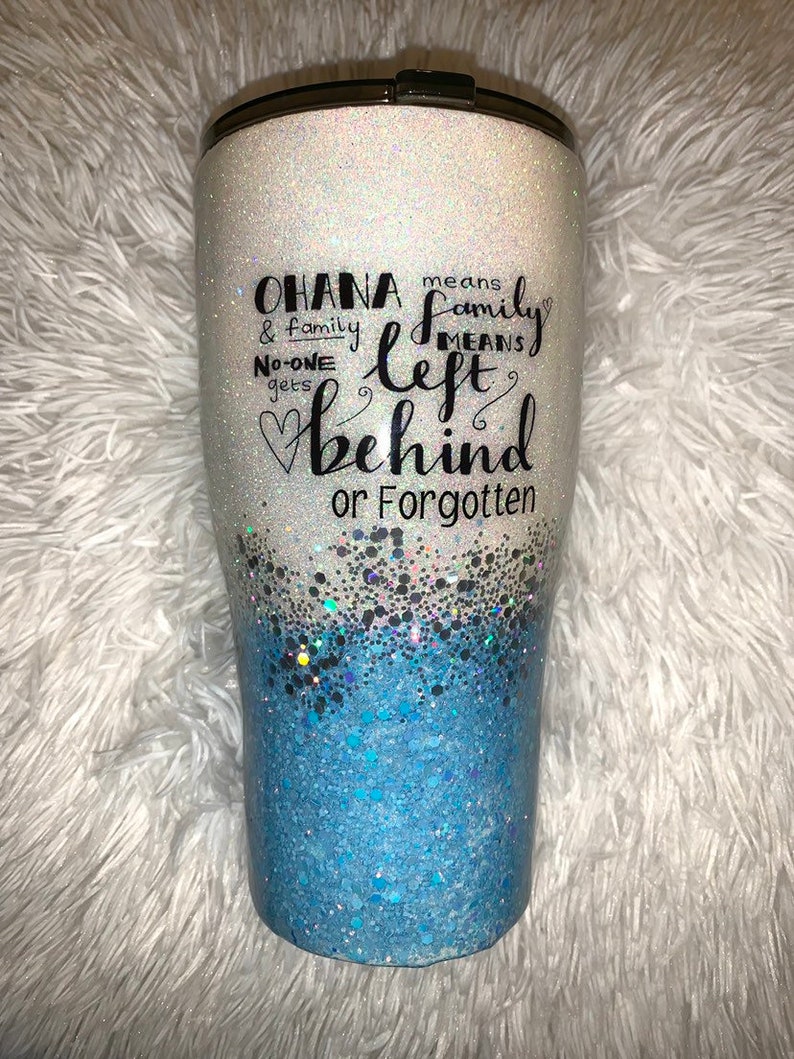 OHANA means family
& family MEANS
No-one gets left
behind
or Forgotten